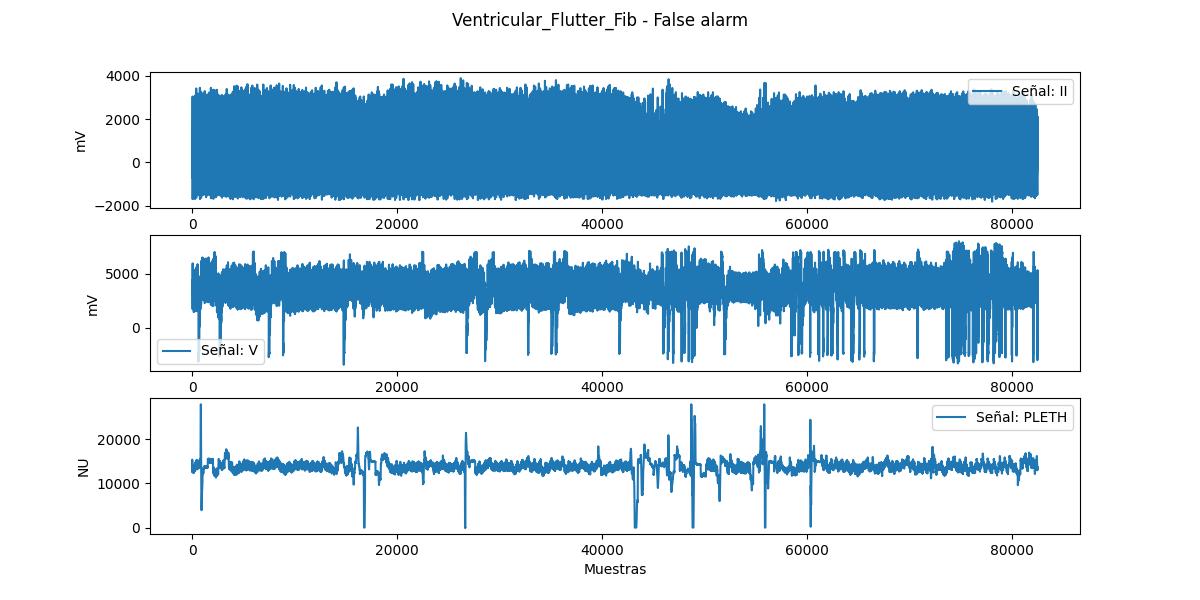 Ventricular_Flutter_Fib - False alarm
4000
2000
0
−2000
mV
Señal: II
0 20000 40000 60000 80000
5000
0
mV
Señal: V
0 20000 40000 60000 80000
20000
10000
0
NU
Señal: PLETH
0 20000 40000 60000 80000
Muestras